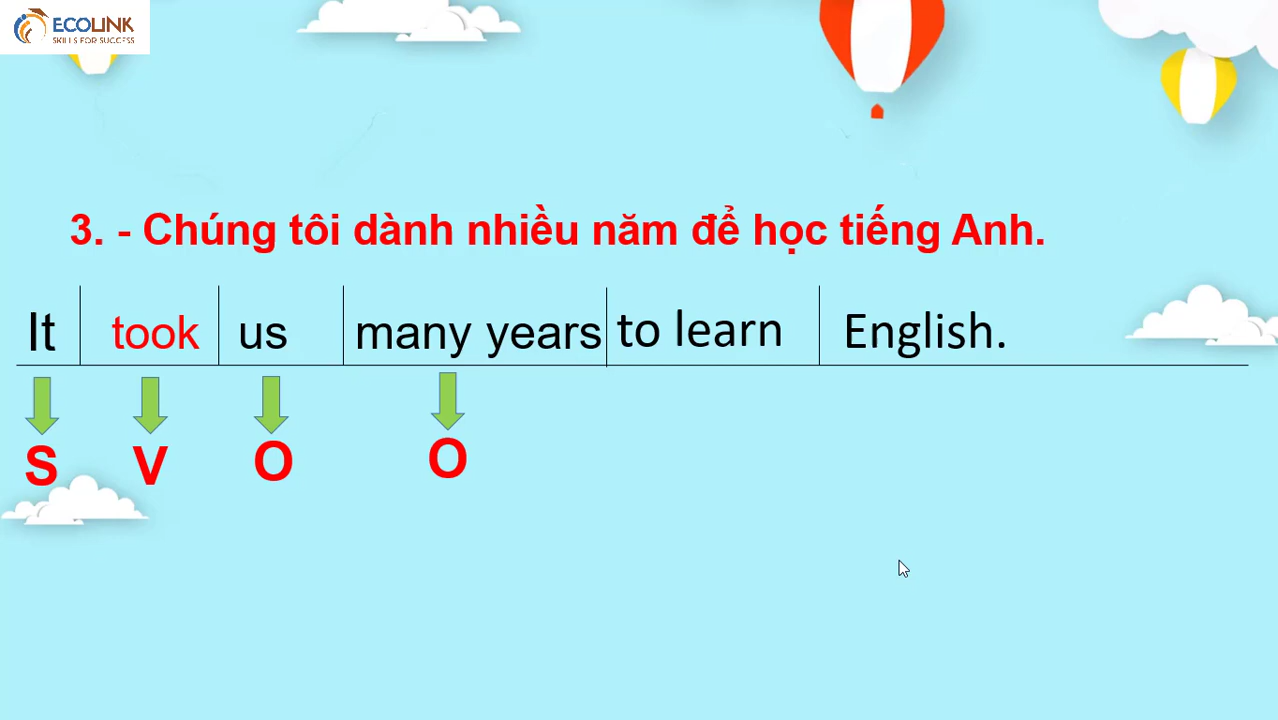 ECOLINK
SKILLS FOR SUCCESS
3. - Chúng tôi dành nhiều năm để học tiếng Anh.
It took us many years to learn English.
S V O O